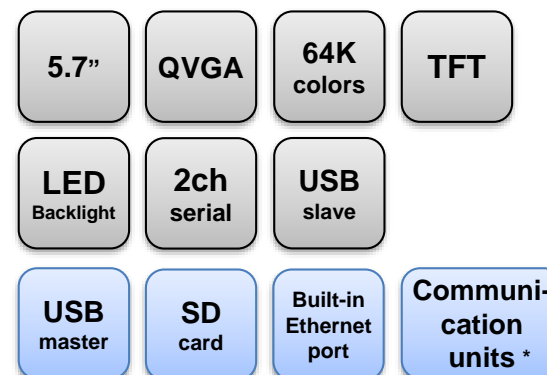 5.7”
QVGA
64K
colors
TFT
LED
Backlight
2ch
serial
USB
slave
USB
master
SD
card
Built-in
Ethernet
port
Communi-
cation
units *